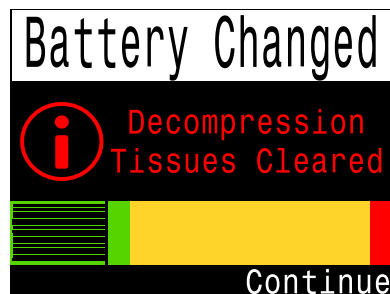 Battery Changed
Decompression
Tissues Cleared
Continue